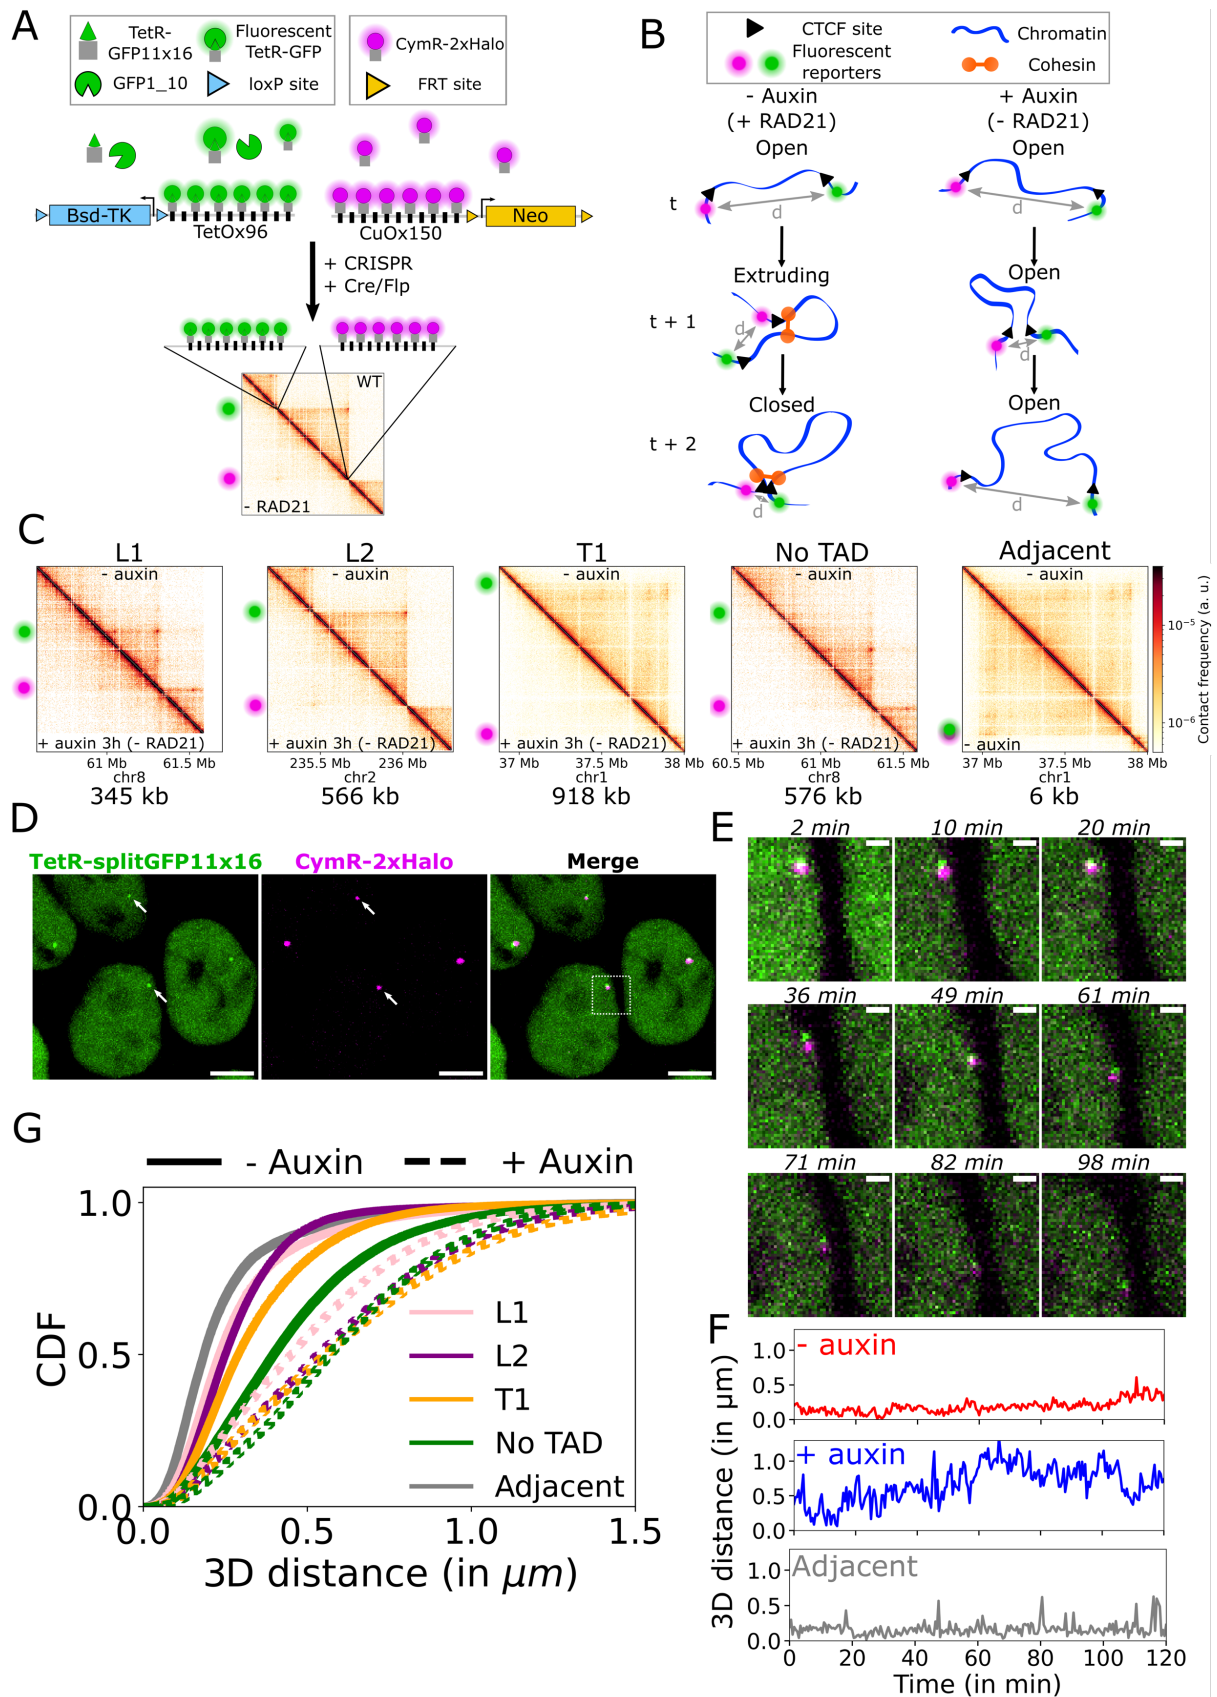 A
TetR-
GFP11x16
Fluorescent
TetR-GFP
GFP1_10
loxP site
CymR-2xHalo
FRT site
Bsd-TK
TetOx96
CuOx150
Neo
+ CRISPR
+ Cre/Flp
WT
- RAD21
B
CTCF site
Fluorescent
reporters
Chromatin
Cohesin
- Auxin
(+ RAD21)
+ Auxin
(- RAD21)
Open
Open
t
d
d
Extruding
Open
t + 1
d
d
Closed
Open
t + 2
d
d
C
L1
- auxin
+ auxin 3h (- RAD21)
61 Mb
61.5 Mb
chr8
345 kb
L2
- auxin
+ auxin 3h (- RAD21)
235.5 Mb
236 Mb
chr2
566 kb
T1
- auxin
+ auxin 3h (- RAD21)
37 Mb
37.5 Mb
38 Mb
chr1
918 kb
No TAD
- auxin
+ auxin 3h (- RAD21)
60.5 Mb
61 Mb
61.5 Mb
chr8
576 kb
Adjacent
- auxin
- auxin
37 Mb
37.5 Mb
38 Mb
chr1
6 kb
10⁻⁵
10⁻⁶
Contact frequency (a. u.)
D
TetR-splitGFP11x16
CymR-2xHalo
Merge
E
2 min
10 min
20 min
36 min
49 min
61 min
71 min
82 min
98 min
G
- Auxin
+ Auxin
1.0
0.5
0.0
CDF
L1
L2
T1
No TAD
Adjacent
0.0
0.5
1.0
1.5
3D distance (in μm)
F
- auxin
1.0
0.5
0.0
+ auxin
1.0
0.5
0.0
Adjacent
1.0
0.5
0.0
3D distance (in μm)
0
20
40
60
80
100
120
Time (in min)